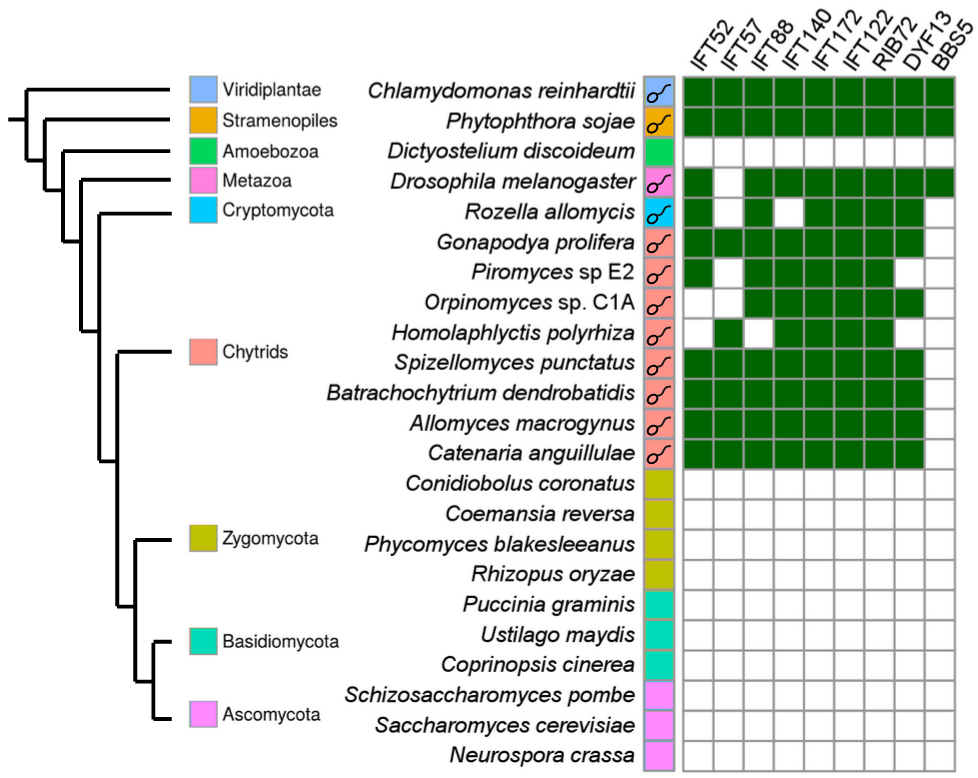 IFT52 IFT57 IFT88 IFT140 IFT172 IFT122 RIB72 DYF13 BBS5
Viridiplantae Chlamydomonas reinhardtii
Stramenopiles Phytophthora sojae
Amoebozoa Dictyostelium discoideum
Metazoa Drosophila melanogaster
Cryptomycota Rozella allomycis
Gonapodya prolifera
Piromyces sp E2
Orpinomyces sp. C1A
Homolaphlyctis polyrhiza
Chytrids Spizellomyces punctatus
Batrachochytrium dendrobatidis
Allomyces macrogynus
Catenaria anguillulae
Conidiobolus coronatus
Coemansia reversa
Zygomycota Phycomyces blakesleeanus
Rhizopus oryzae
Puccinia graminis
Basidiomycota Ustilago maydis
Coprinopsis cinerea
Schizosaccharomyces pombe
Ascomycota Saccharomyces cerevisiae
Neurospora crassa